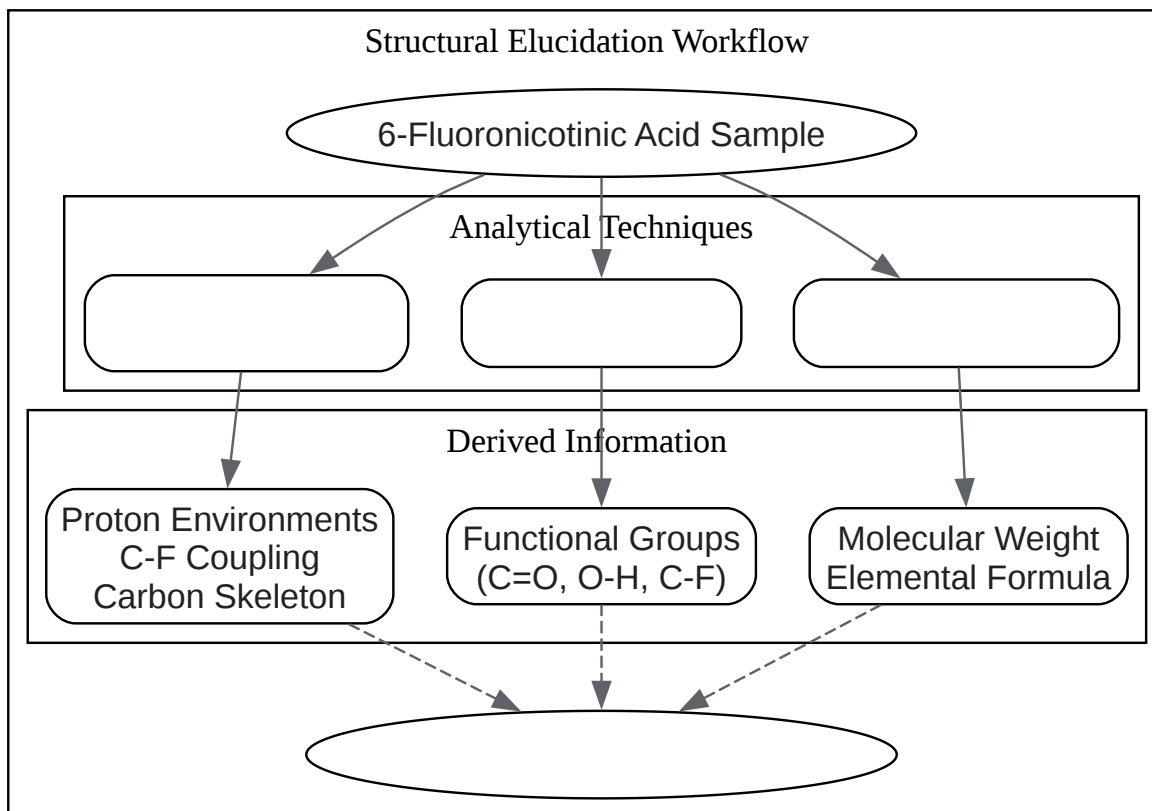 Structural Elucidation Workflow
6-Fluoronicotinic Acid Sample
Analytical Techniques
Derived Information
Proton Environments
C-F Coupling
Carbon Skeleton
Functional Groups
(C=O, O-H, C-F)
Molecular Weight
Elemental Formula